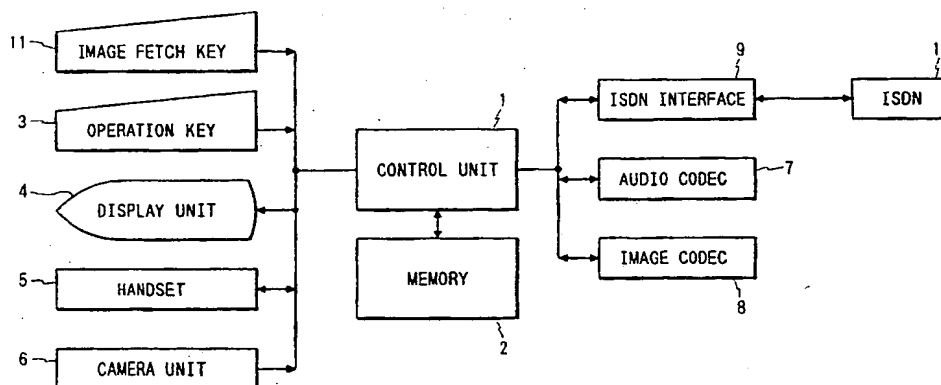 11
IMAGE FETCH KEY
3
OPERATION KEY
4
DISPLAY UNIT
5
HANDSET
6
CAMERA UNIT
1
CONTROL UNIT
MEMORY
2
9
ISDN INTERFACE
1
ISDN
AUDIO CODEC
7
IMAGE CODEC
8